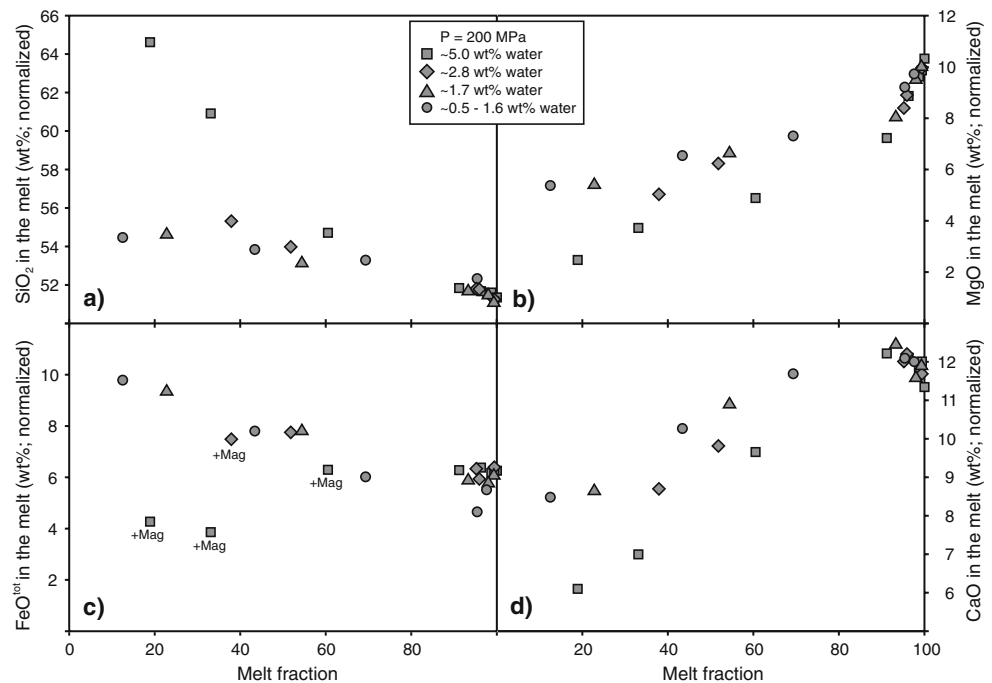 66
64
62
60
58
56
54
52
SiO2 in the melt (wt%; normalized)
a)
P = 200 MPa
~5.0 wt% water
~2.8 wt% water
~1.7 wt% water
~0.5 - 1.6 wt% water
12
10
8
6
4
2
MgO in the melt (wt%; normalized)
b)
10
8
6
4
2
FeOtot in the melt (wt%; normalized)
+Mag
+Mag
+Mag
+Mag
c)
0
20
40
60
80
Melt fraction
12
11
10
9
8
7
6
5
CaO in the melt (wt%; normalized)
d)
0
20
40
60
80
100
Melt fraction